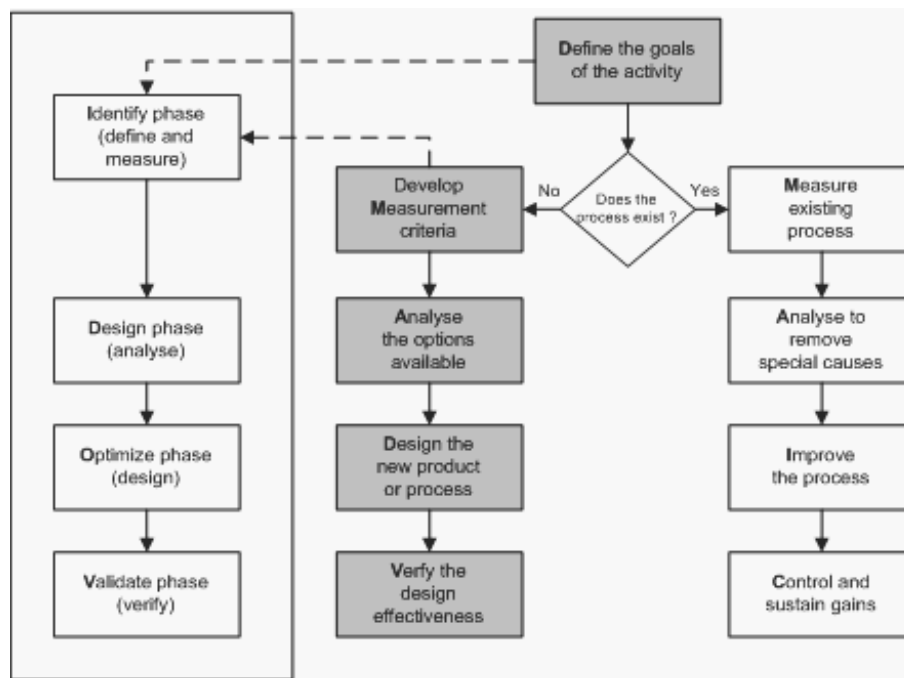 Define the goals
of the activity
Identify phase
(define and
measure)
Develop
Measurement
criteria
No
Does the
process exist ?
Yes
Measure
existing
process
Design phase
(analyse)
Analyse
the options
available
Analyse to
remove
special causes
Optimize phase
(design)
Design the
new product
or process
Improve
the process
Validate phase
(verify)
Verfy the
design
effectiveness
Control and
sustain gains